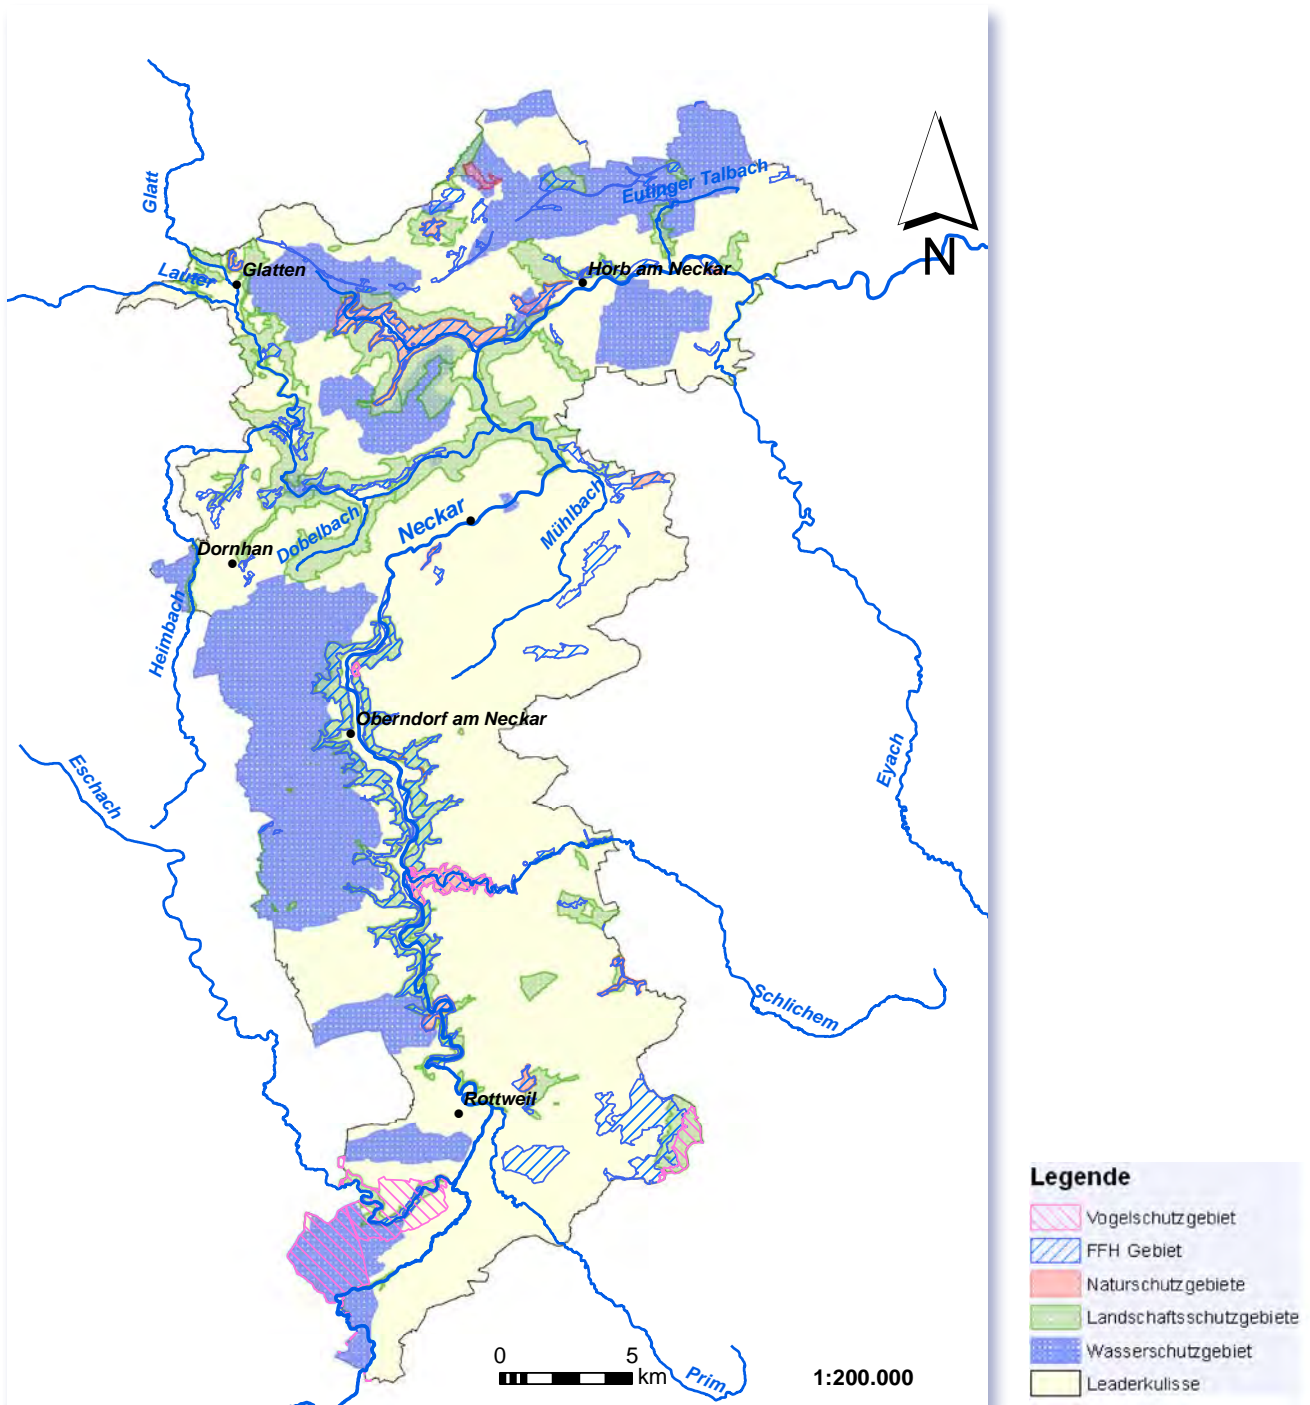 Glatt
Eutinger Talbach
Lauter
Glatten
Horb am Neckar
N
Neckar
Mühlbach
Dobelbach
Dornhan
Heimbach
Oberndorf am Neckar
Eschach
Eyach
Schlichem
Rottweil
Prim
0 5
km
1:200.000
Legende
Vogelschutzgebiet
FFH Gebiet
Naturschutzgebiete
Landschaftsschutzgebiete
Wasserschutzgebiet
Leaderkulisse